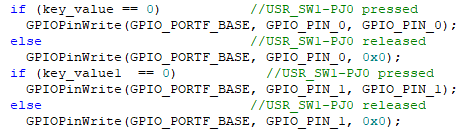 if (key_value == 0) //USR_SW1-PJ0 pressed
GPIOPinWrite(GPIO_PORTF_BASE, GPIO_PIN_0, GPIO_PIN_0);
else //USR_SW1-PJ0 released
GPIOPinWrite(GPIO_PORTF_BASE, GPIO_PIN_0, 0x0);
if (key_value1 == 0) //USR_SW1-PJ0 pressed
GPIOPinWrite(GPIO_PORTF_BASE, GPIO_PIN_1, GPIO_PIN_1);
else //USR_SW1-PJ0 released
GPIOPinWrite(GPIO_PORTF_BASE, GPIO_PIN_1, 0x0);